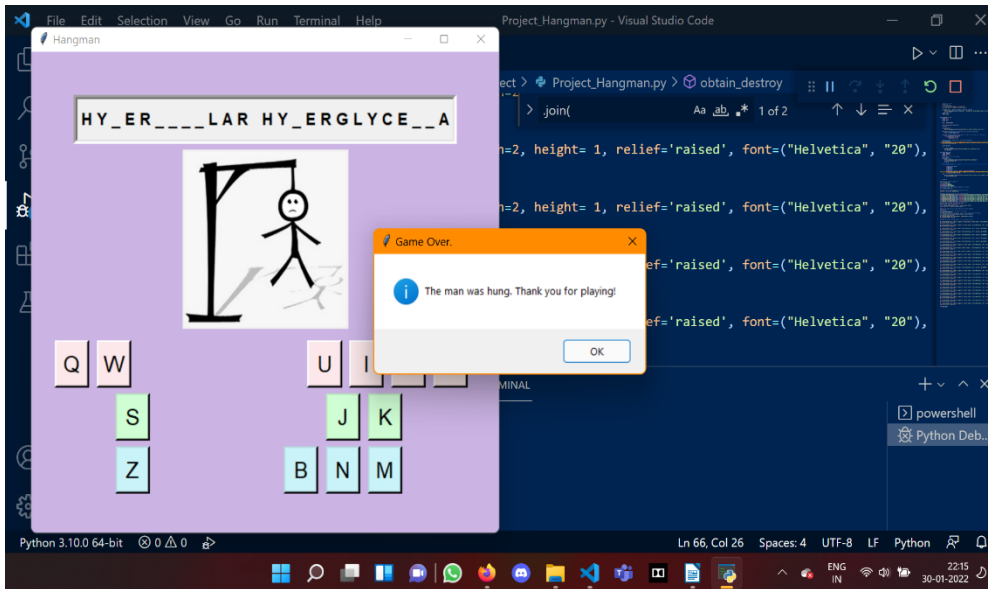 File Edit Selection View Go Run Terminal Help
Project_Hangman.py - Visual Studio Code
Hangman
HY_ER____LAR HY_ERGLYCE__A
Q W U I
S J K
Z B N M
Game Over.
The man was hung. Thank you for playing!
OK
ect > Project_Hangman.py > obtain_destroy
.join(
Aa ab 1 of 2
=2, height= 1, relief='raised', font=("Helvetica", "20"),
=2, height= 1, relief='raised', font=("Helvetica", "20"),
ef='raised', font=("Helvetica", "20"),
ef='raised', font=("Helvetica", "20"),
MINAL
powershell
Python Deb...
Python 3.10.0 64-bit 0 0
Ln 66, Col 26 Spaces: 4 UTF-8 LF Python
ENG
IN
22:15
30-01-2022